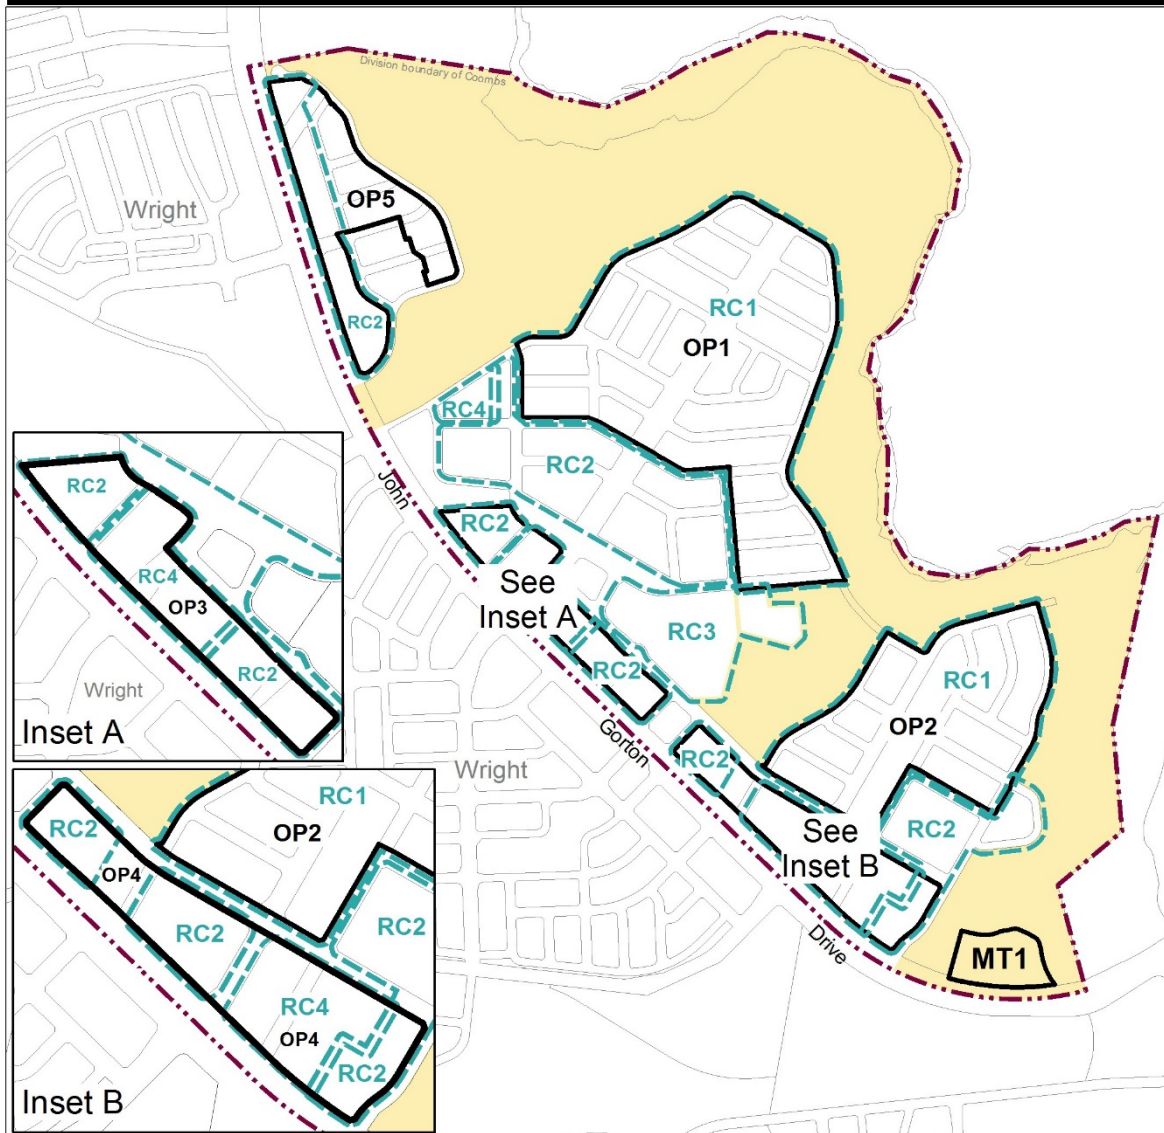 Division boundary of Coombs
Wright
OP5
RC2
RC1
OP1
RC4
RC2
John
RC2
See
Inset A
RC3
RC2
Gorton
RC1
OP2
RC2
Wright
See
Inset B
RC2
Drive
MT1
RC2
RC4
OP3
RC2
Wright
Inset A
RC1
OP2
RC2
OP4
RC2
RC2
RC4
OP4
RC2
Inset B